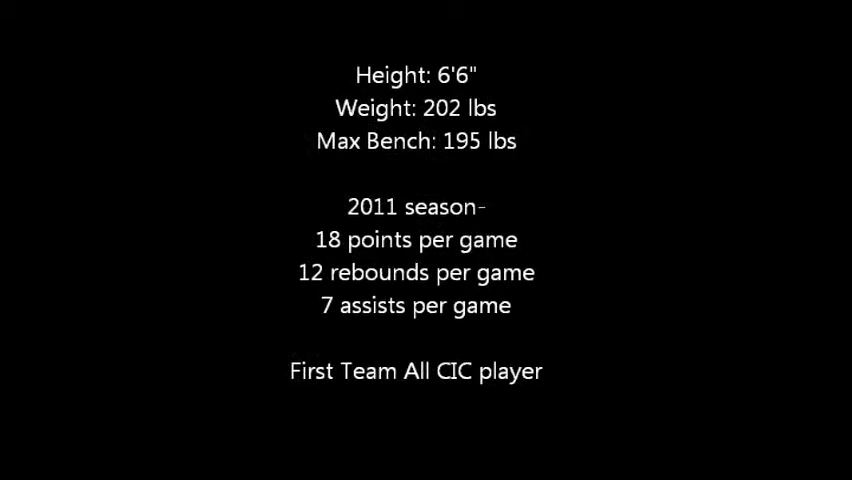 Height: 6'6"
Weight: 202 lbs
Max Bench: 195 lbs
2011 season-
18 points per game
12 rebounds per game
7 assists per game
First Team All CIC player